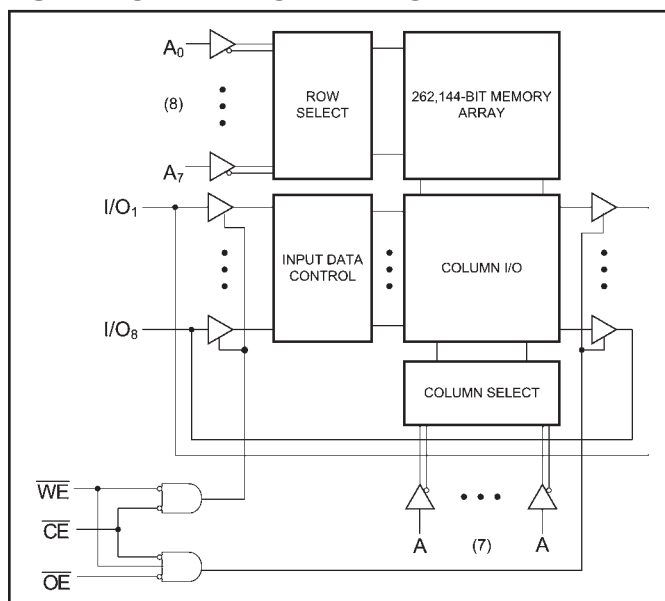 A0
(8)
A7
ROW
SELECT
262,144-BIT MEMORY
ARRAY
I/O1
I/O8
INPUT DATA
CONTROL
COLUMN I/O
COLUMN SELECT
WE
CE
OE
A
(7)
A